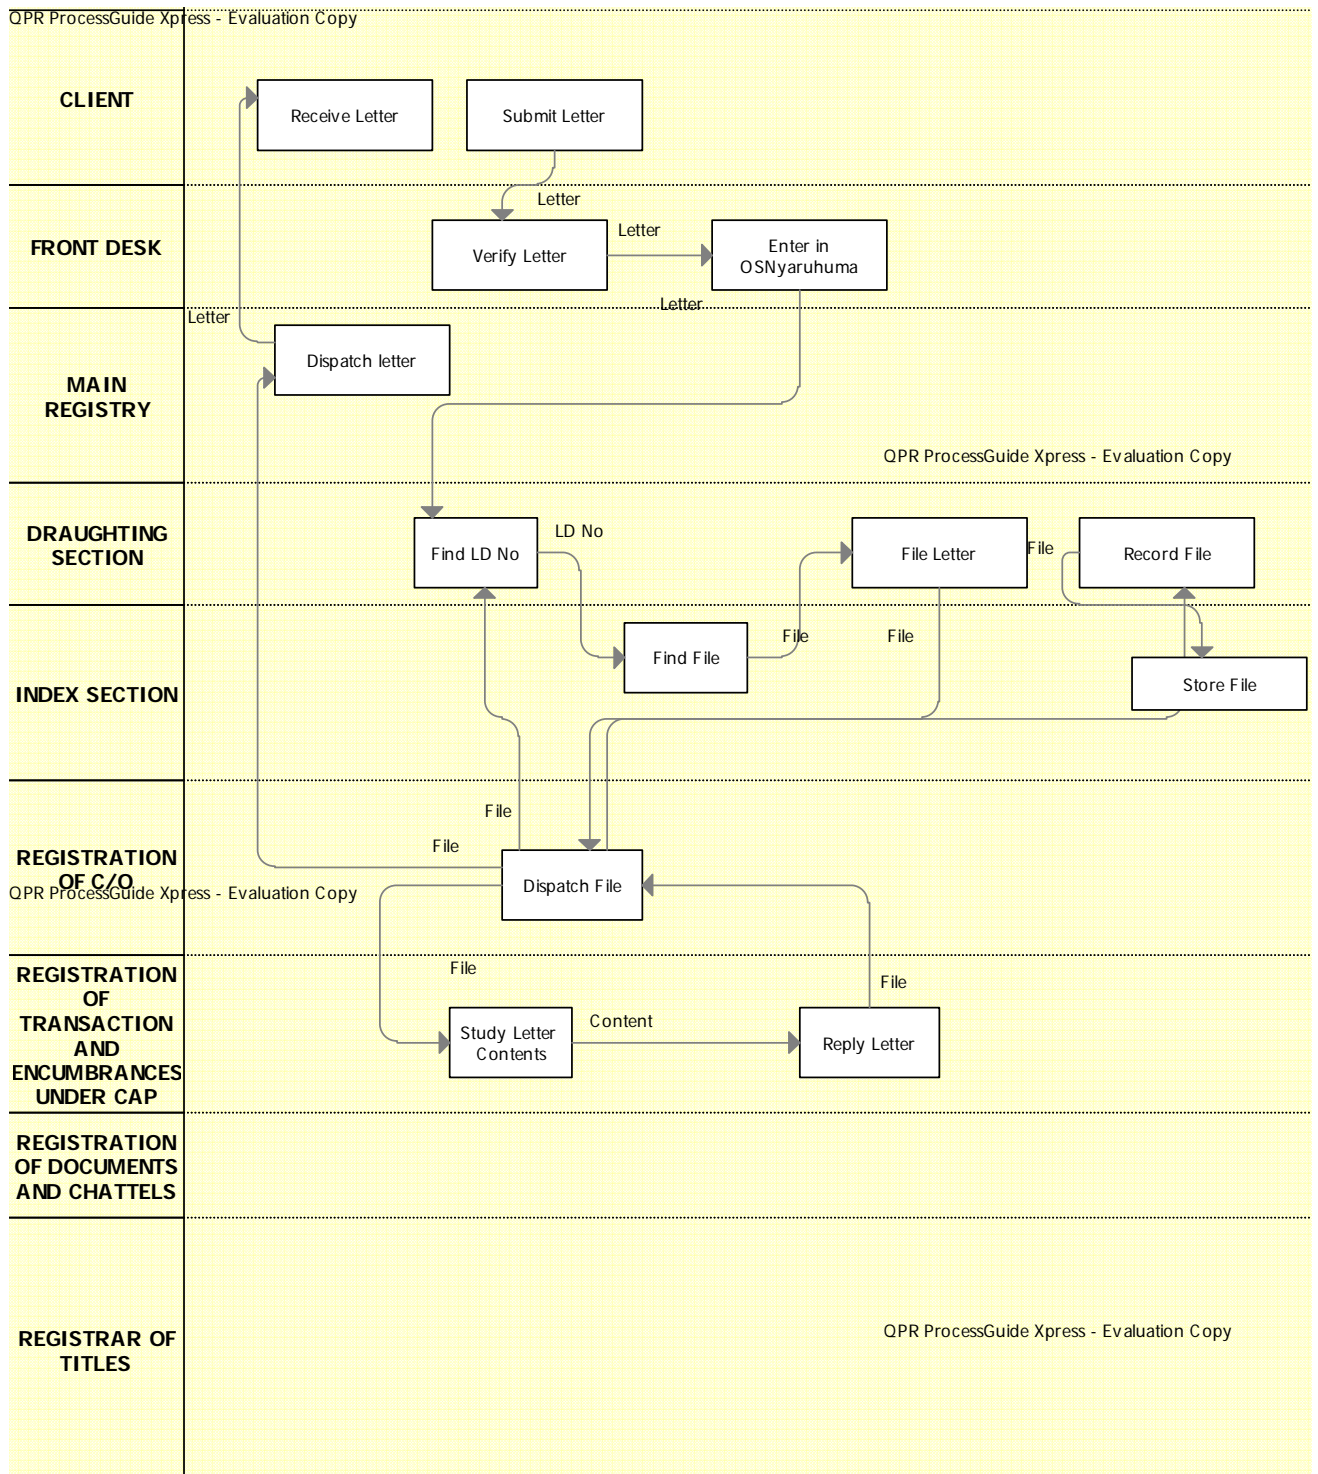 QPR ProcessGuide Xpress - Evaluation Copy
CLIENT
Receive Letter
Submit Letter
Letter
FRONT DESK
Verify Letter
Letter
Enter in
OSNyaruhuma
Letter
Letter
MAIN
REGISTRY
Dispatch letter
QPR ProcessGuide Xpress - Evaluation Copy
DRAUGHTING
SECTION
Find LD No
LD No
File Letter
File
Record File
INDEX SECTION
Find File
File
File
Store File
File
File
REGISTRATION
OF C/O
QPR ProcessGuide Xpress - Evaluation Copy
Dispatch File
REGISTRATION
OF
TRANSACTION
AND
ENCUMBRANCES
UNDER CAP
File
File
Study Letter
Contents
Content
Reply Letter
REGISTRATION
OF DOCUMENTS
AND CHATTELS
REGISTRAR OF
TITLES
QPR ProcessGuide Xpress - Evaluation Copy